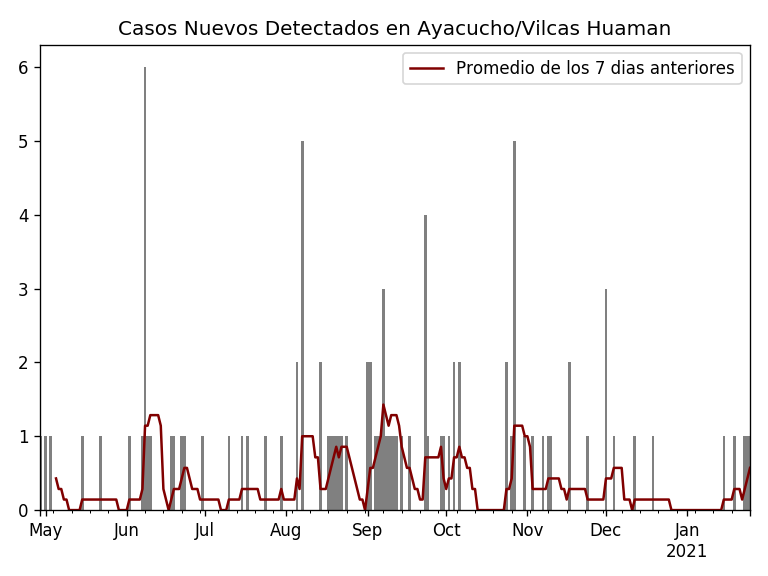 Casos Nuevos Detectados en Ayacucho/Vilcas Huaman
Promedio de los 7 dias anteriores
6
5
4
3
2
1
0
May Jun Jul Aug Sep Oct Nov Dec Jan
2021